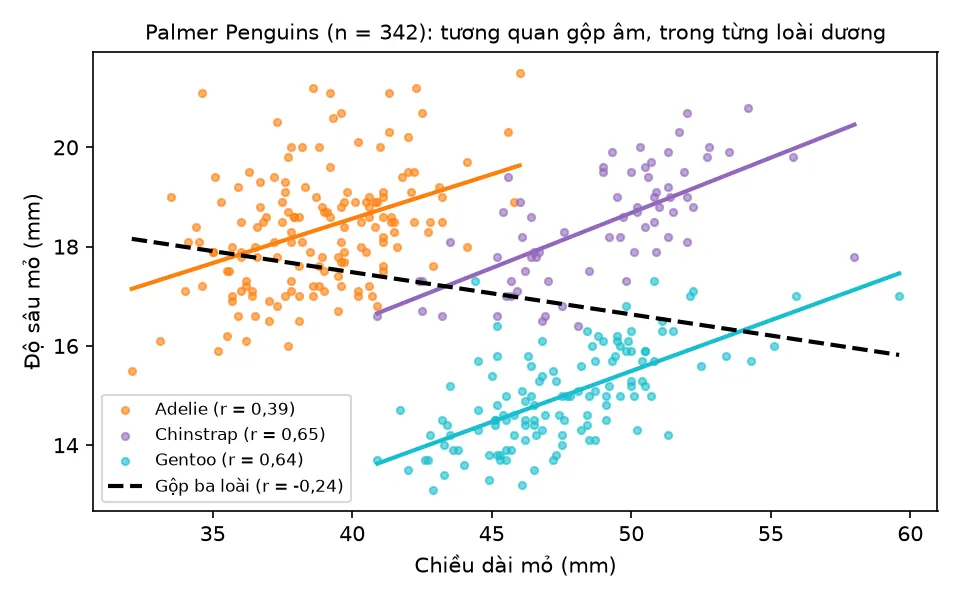 Palmer Penguins (n = 342): tương quan gộp âm, trong từng loài dương
Độ sâu mỏ (mm)
20
18
16
14
Adelie (r = 0,39)
Chinstrap (r = 0,65)
Gentoo (r = 0,64)
Gộp ba loài (r = -0,24)
35 40 45 50 55 60
Chiều dài mỏ (mm)